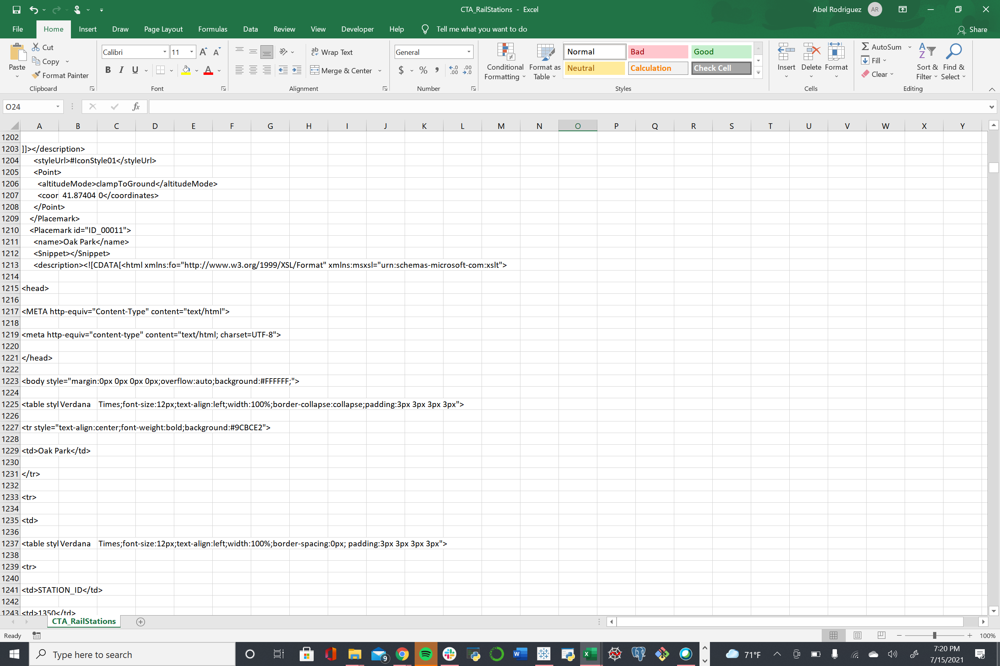 CTA_RailStations - Excel
Abel Rodriguez AR
File Home Insert Draw Page Layout Formulas Data Review View Developer Help Tell me what you want to do Share
Paste Cut Copy Format Painter Clipboard
Calibri 11 B I U A Font
Wrap Text Merge & Center Alignment
General $ % , Number
Conditional Formatting Format as Table
Normal Bad Good
Neutral Calculation Check Cell
Styles
Insert Delete Format Cells
AutoSum Fill Clear Sort & Filter Find & Select Editing
O24 fx
A B C D E F G H I J K L M N O P Q R S T U V W X Y
1202
1203 ]]></description>
1204 <styleUrl>#IconStyle01</styleUrl>
1205 <Point>
1206 <altitudeMode>clampToGround</altitudeMode>
1207 <coor 41.87404 0</coordinates>
1208 </Point>
1209 </Placemark>
1210 <Placemark id="ID_00011">
1211 <name>Oak Park</name>
1212 <Snippet></Snippet>
1213 <description><![CDATA[<html xmlns:fo="http://www.w3.org/1999/XSL/Format" xmlns:msxsl="urn:schemas-microsoft-com:xslt">
1214
1215 <head>
1216
1217 <META http-equiv="Content-Type" content="text/html">
1218
1219 <meta http-equiv="content-type" content="text/html; charset=UTF-8">
1220
1221 </head>
1222
1223 <body style="margin:0px 0px 0px 0px;overflow:auto;background:#FFFFFF;">
1224
1225 <table styl Verdana Times;font-size:12px;text-align:left;width:100%;border-collapse:collapse;padding:3px 3px 3px 3px">
1226
1227 <tr style="text-align:center;font-weight:bold;background:#9CBCE2">
1228
1229 <td>Oak Park</td>
1230
1231 </tr>
1232
1233 <tr>
1234
1235 <td>
1236
1237 <table styl Verdana Times;font-size:12px;text-align:left;width:100%;border-spacing:0px; padding:3px 3px 3px 3px">
1238
1239 <tr>
1240
1241 <td>STATION_ID</td>
1242
1243 <td>1350</td>
CTA_RailStations
Ready 100%
Type here to search 9 71°F 7:20 PM
7/15/2021